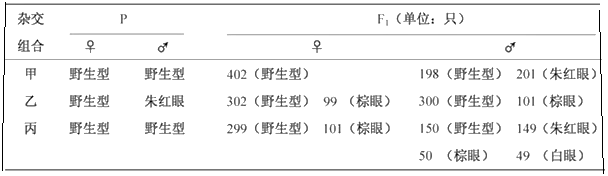 杂交 P F₁（单位：只）
组合 ♀ ♂ ♀ ♂
甲 野生型 野生型 402（野生型） 198（野生型） 201（朱红眼）
乙 野生型 朱红眼 302（野生型） 99（棕眼） 300（野生型） 101（棕眼）
丙 野生型 野生型 299（野生型） 101（棕眼） 150（野生型） 149（朱红眼）
50（棕眼） 49（白眼）